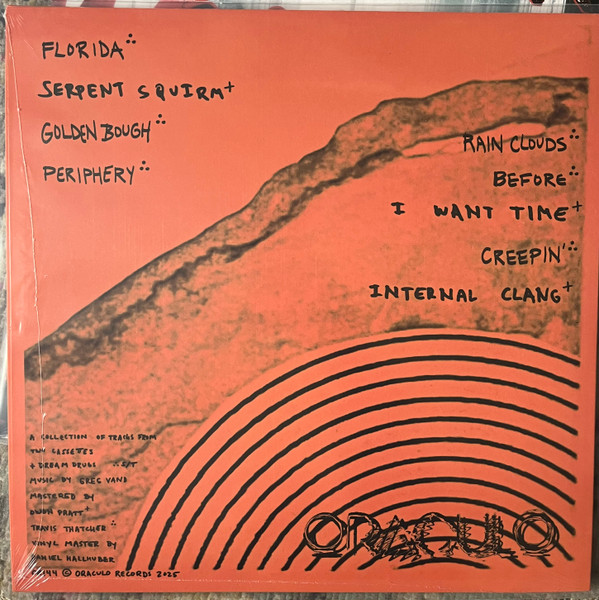 FLORIDA∴
SERPENT SQUIRM+
GOLDEN BOUGH∴
PERIPHERY∴
RAIN CLOUDS∴
BEFORE∴
I WANT TIME+
CREEPIN'∴
INTERNAL CLANG+
A COLLECTION OF TRACKS FROM
TWO CASSETTES
+ DREAM DRUGS ∴ S/T
MUSIC BY GREG VAND
MASTERED BY
OWEN PRATT+
TRAVIS THATCHER∴
VINYL MASTER BY
DANIEL HALLHUBER
© ORACULO RECORDS 2025
ORACULO